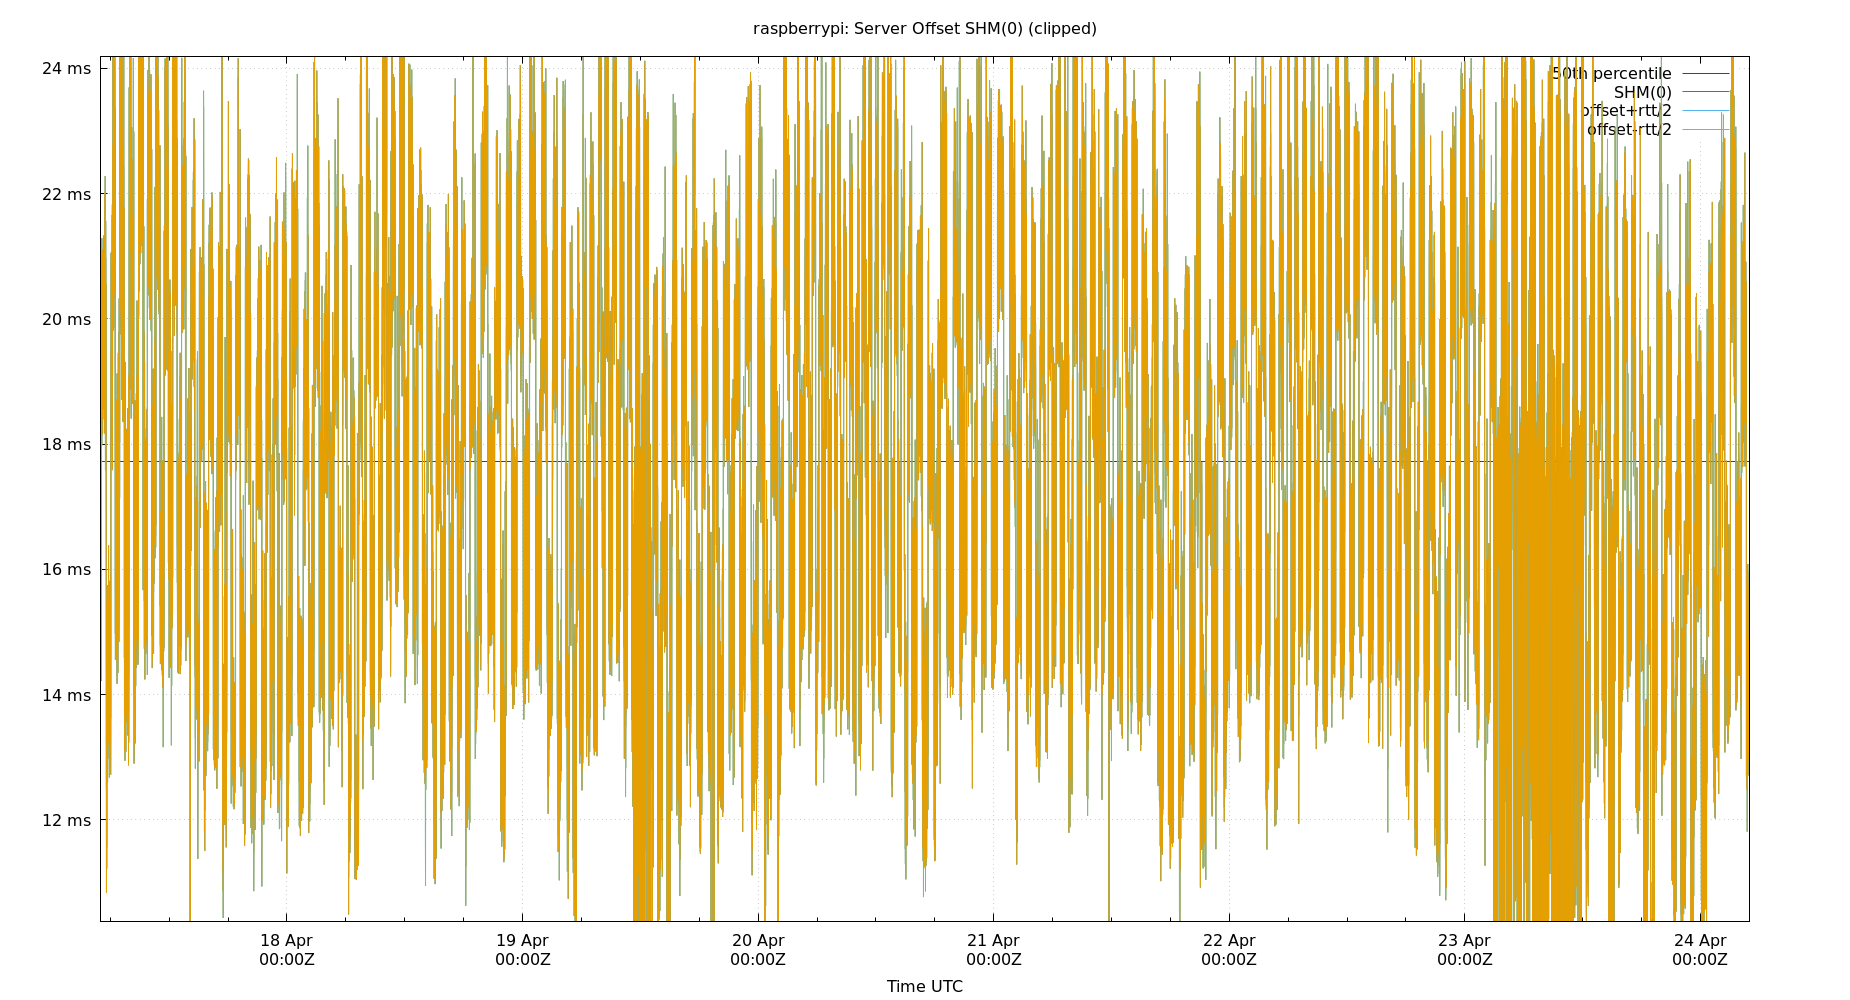 raspberrypi: Server Offset SHM(0) (clipped)
24 ms
22 ms
20 ms
18 ms
16 ms
14 ms
12 ms
50th percentile
SHM(0)
offset+rtt/2
offset-rtt/2
18 Apr 19 Apr 20 Apr 21 Apr 22 Apr 23 Apr 24 Apr
00:00Z 00:00Z 00:00Z 00:00Z 00:00Z 00:00Z 00:00Z
Time UTC